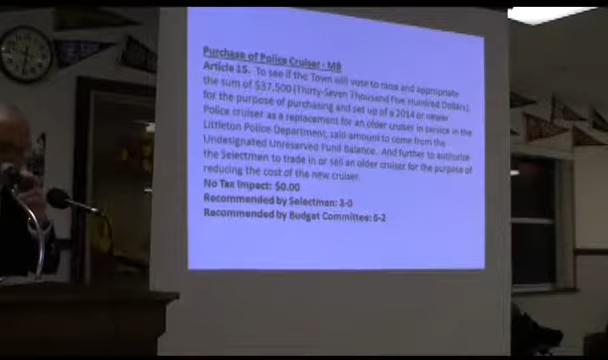 Purchase of Police Cruiser - MB
Article 15. To see if the Town will vote to raise and appropriate
the sum of $37,500 (Thirty-Seven Thousand Five Hundred Dollars),
for the purpose of purchasing and set up of a 2014 or newer
Police cruiser as a replacement for an older cruiser in service in the
Littleton Police Department, said amount to come from the
Undesignated Unreserved Fund Balance. And further to authorize
the Selectmen to trade in or sell an older cruiser for the purpose of
reducing the cost of the new cruiser.
No Tax Impact: $0.00
Recommended by Selectmen: 3-0
Recommended by Budget Committee: 6-2